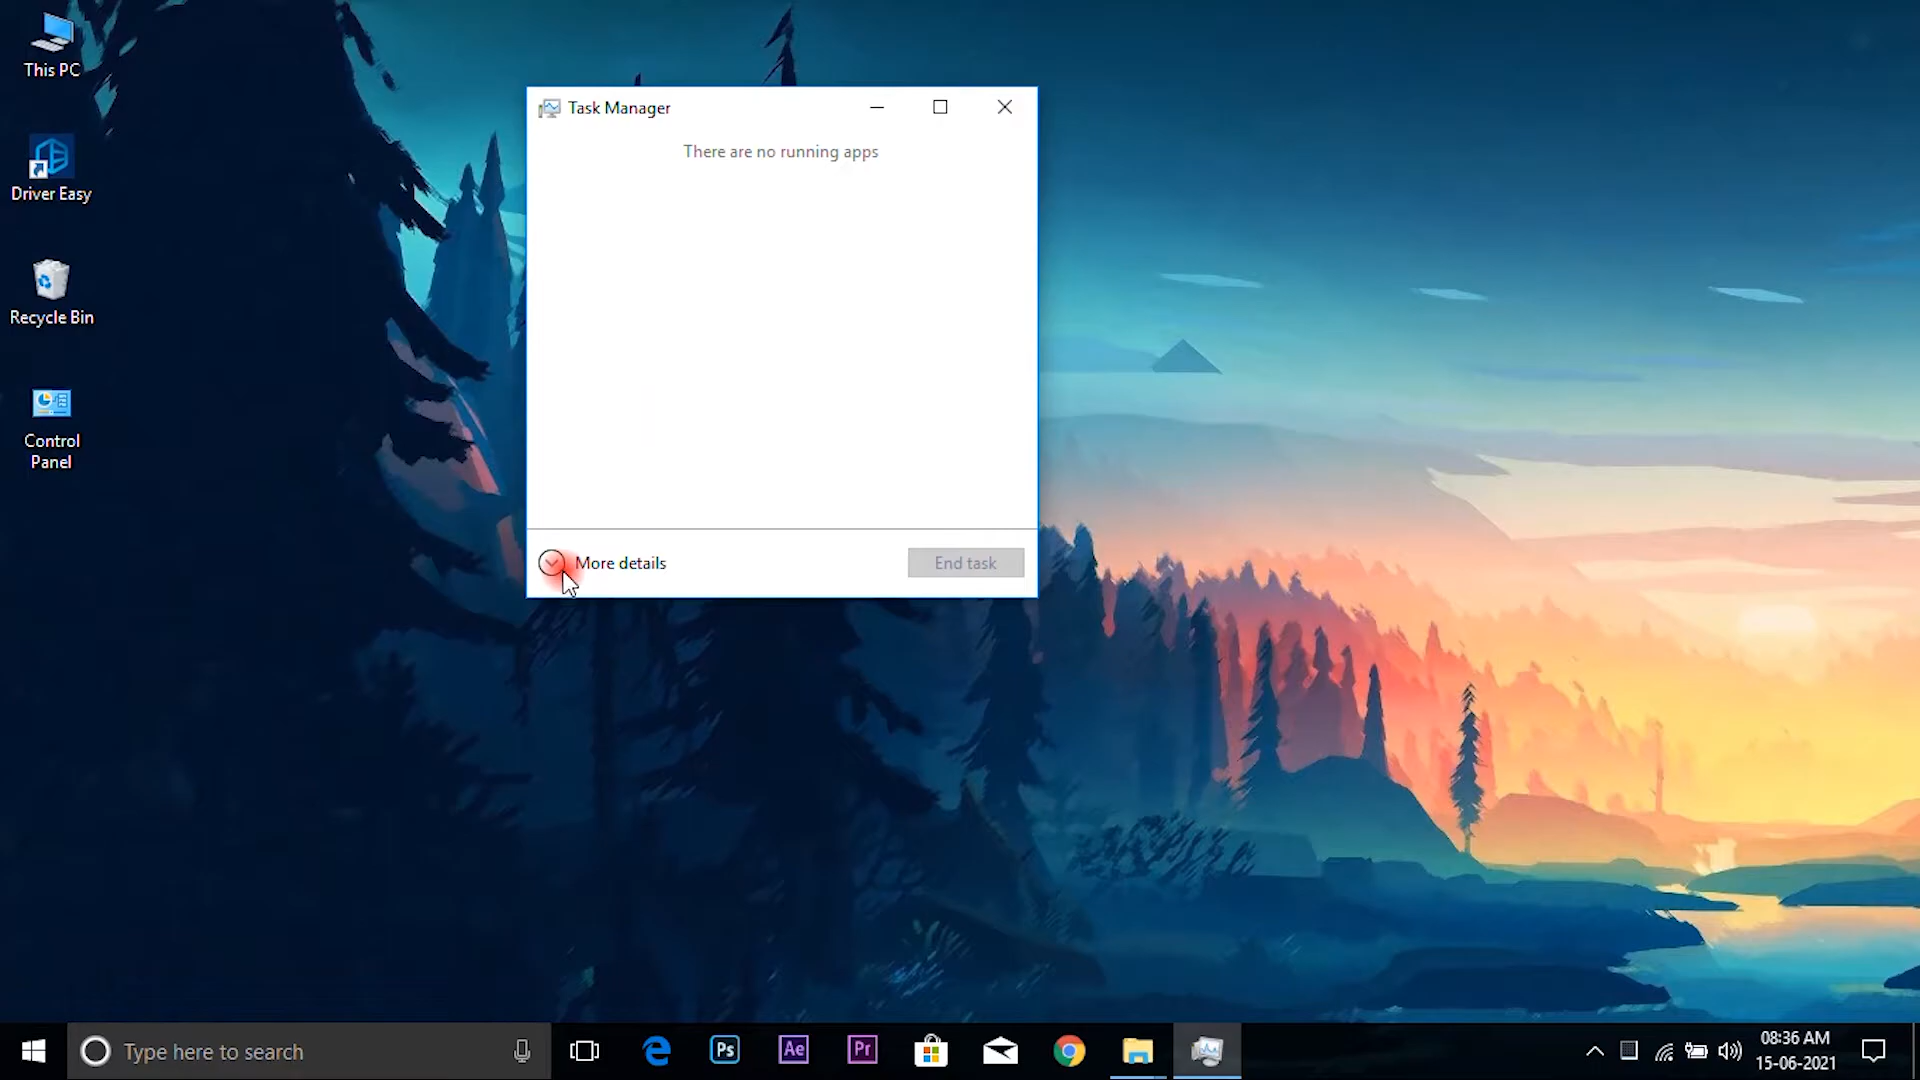 This PC
Driver Easy
Recycle Bin
Control
Panel
Task Manager
There are no running apps
More details
End task
Type here to search
Ps
Ae
Pr
08:36 AM
15-06-2021